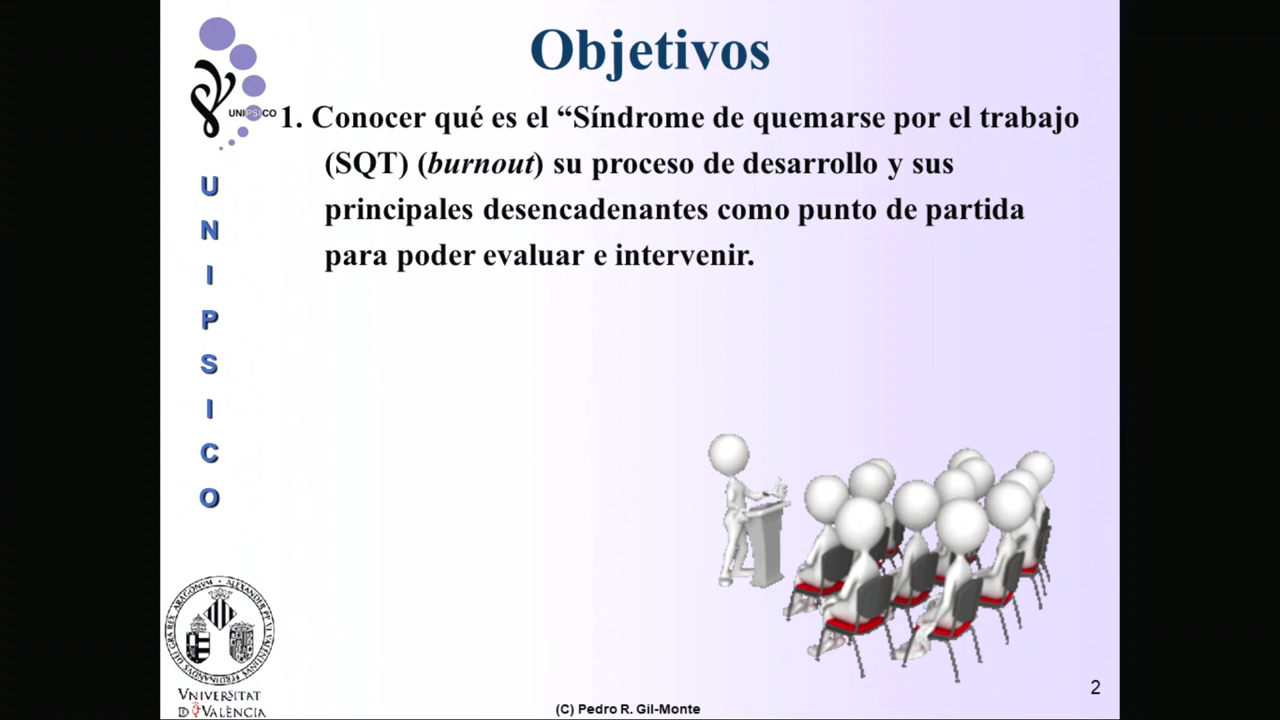 Objetivos
UNIPSICO
1. Conocer qué es el “Síndrome de quemarse por el trabajo
(SQT) (burnout) su proceso de desarrollo y sus
principales desencadenantes como punto de partida
para poder evaluar e intervenir.
U
N
I
P
S
I
C
O
VNIVERSITAT
D VALÈNCIA
(C) Pedro R. Gil-Monte
2